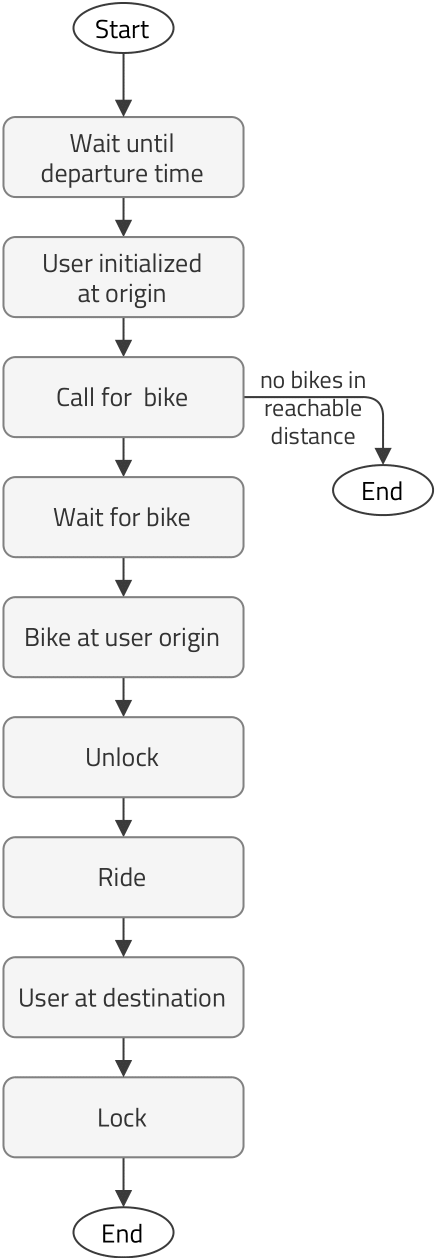 Start
Wait until
departure time
User initialized
at origin
Call for bike
no bikes in
reachable
distance
End
Wait for bike
Bike at user origin
Unlock
Ride
User at destination
Lock
End